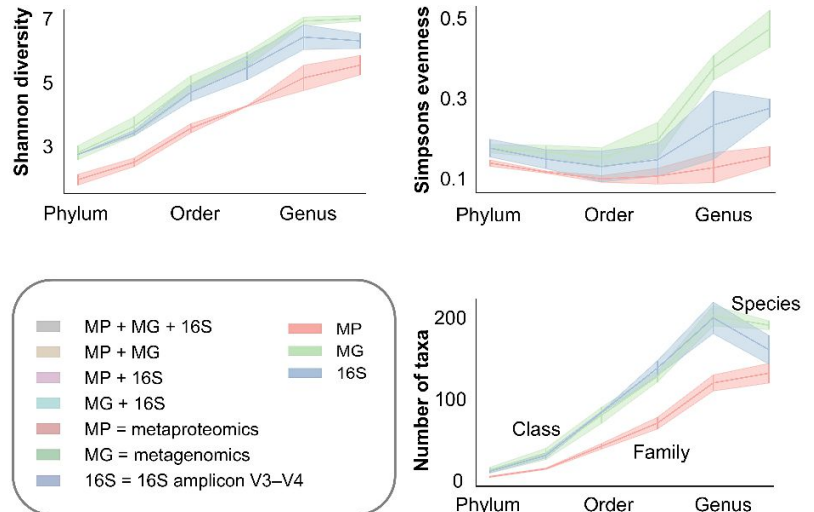 Shannon diversity
7
5
3
Phylum Order Genus
Simpsons evenness
0.5
0.3
0.1
Phylum Order Genus
MP + MG + 16S
MP + MG
MP + 16S
MG + 16S
MP = metaproteomics
MG = metagenomics
16S = 16S amplicon V3–V4
MP
MG
16S
Number of taxa
200
100
0
Species
Class
Family
Phylum Order Genus